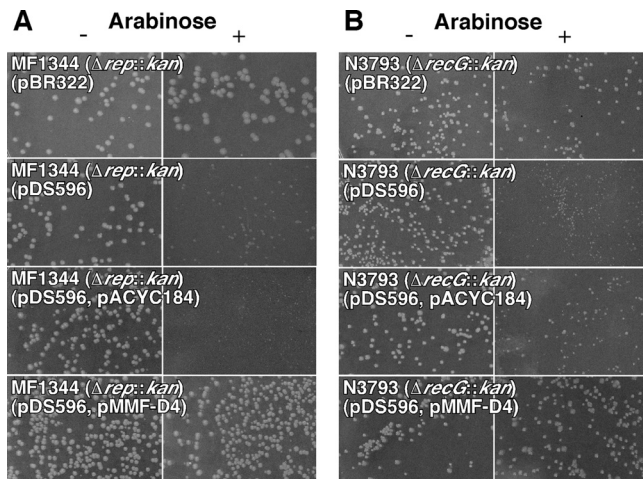 A
Arabinose
- +
MF1344 (Δrep::kan)
(pBR322)
MF1344 (Δrep::kan)
(pDS596)
MF1344 (Δrep::kan)
(pDS596, pACYC184)
MF1344 (Δrep::kan)
(pDS596, pMMF-D4)
B
Arabinose
- +
N3793 (ΔrecG::kan)
(pBR322)
N3793 (ΔrecG::kan)
(pDS596)
N3793 (ΔrecG::kan)
(pDS596, pACYC184)
N3793 (ΔrecG::kan)
(pDS596, pMMF-D4)